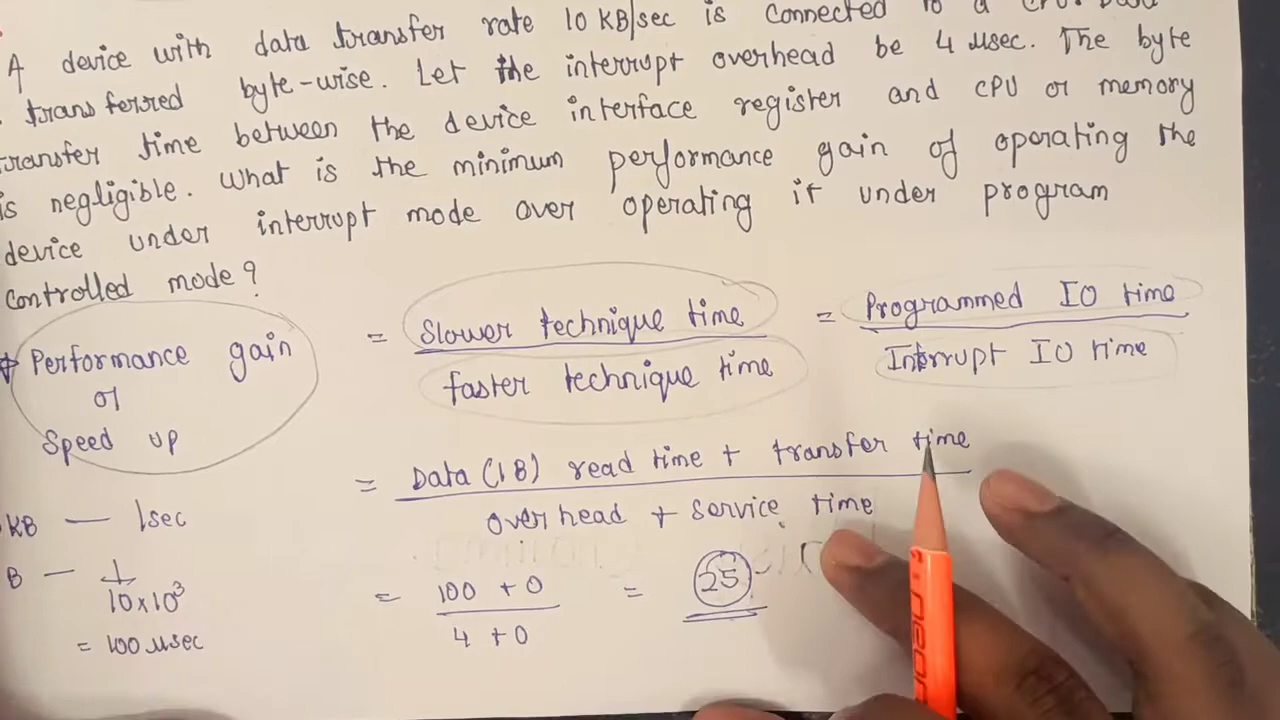 A device with data transfer rate 10 KB/sec is connected to a CPU. Data
transferred byte-wise. Let the interrupt overhead be 4 µsec. The byte
transfer time between the device interface register and CPU or memory
is negligible. What is the minimum performance gain of operating the
device under interrupt mode over operating it under program
controlled mode?
Performance gain
or
Speed up
= Slower technique time
faster technique time
= Programmed IO time
Interrupt IO time
= Data (1B) read time + transfer time
overhead + service time
KB — 1sec
B — 1
10x10³
= 100 µsec
= 100 + 0
4 + 0
= 25